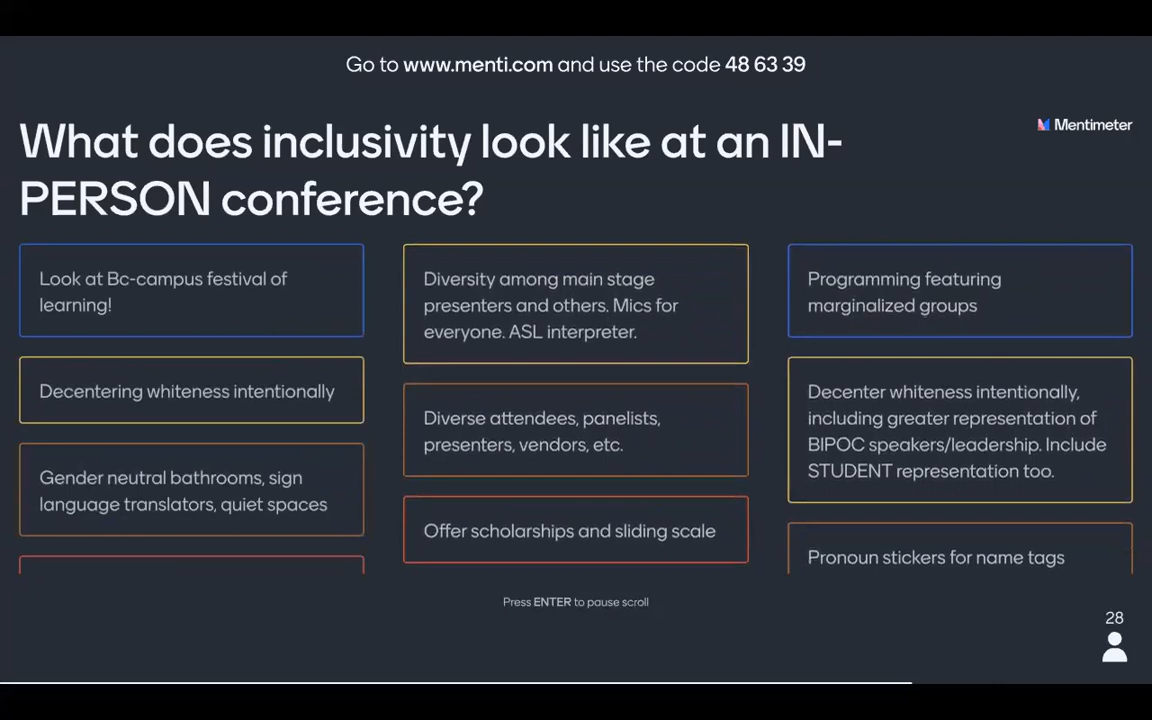 Go to www.menti.com and use the code 48 63 39
Mentimeter
What does inclusivity look like at an IN-
PERSON conference?
Look at Bc-campus festival of
learning!
Decentering whiteness intentionally
Gender neutral bathrooms, sign
language translators, quiet spaces
Diversity among main stage
presenters and others. Mics for
everyone. ASL interpreter.
Diverse attendees, panelists,
presenters, vendors, etc.
Offer scholarships and sliding scale
Programming featuring
marginalized groups
Decenter whiteness intentionally,
including greater representation of
BIPOC speakers/leadership. Include
STUDENT representation too.
Pronoun stickers for name tags
Press ENTER to pause scroll
28